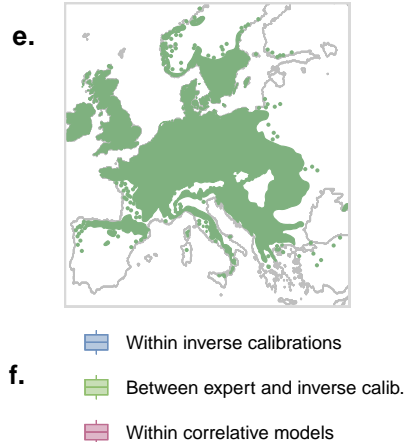 e.
Within inverse calibrations
f.
Between expert and inverse calib.
Within correlative models